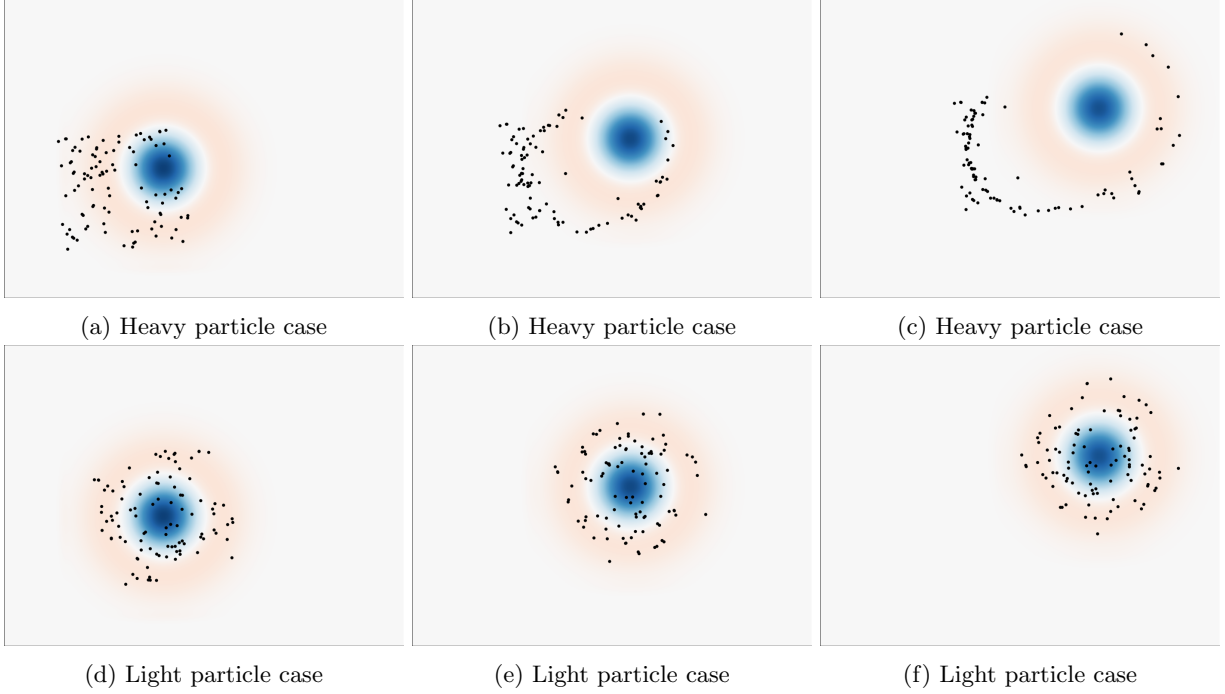 (a) Heavy particle case
(b) Heavy particle case
(c) Heavy particle case
(d) Light particle case
(e) Light particle case
(f) Light particle case